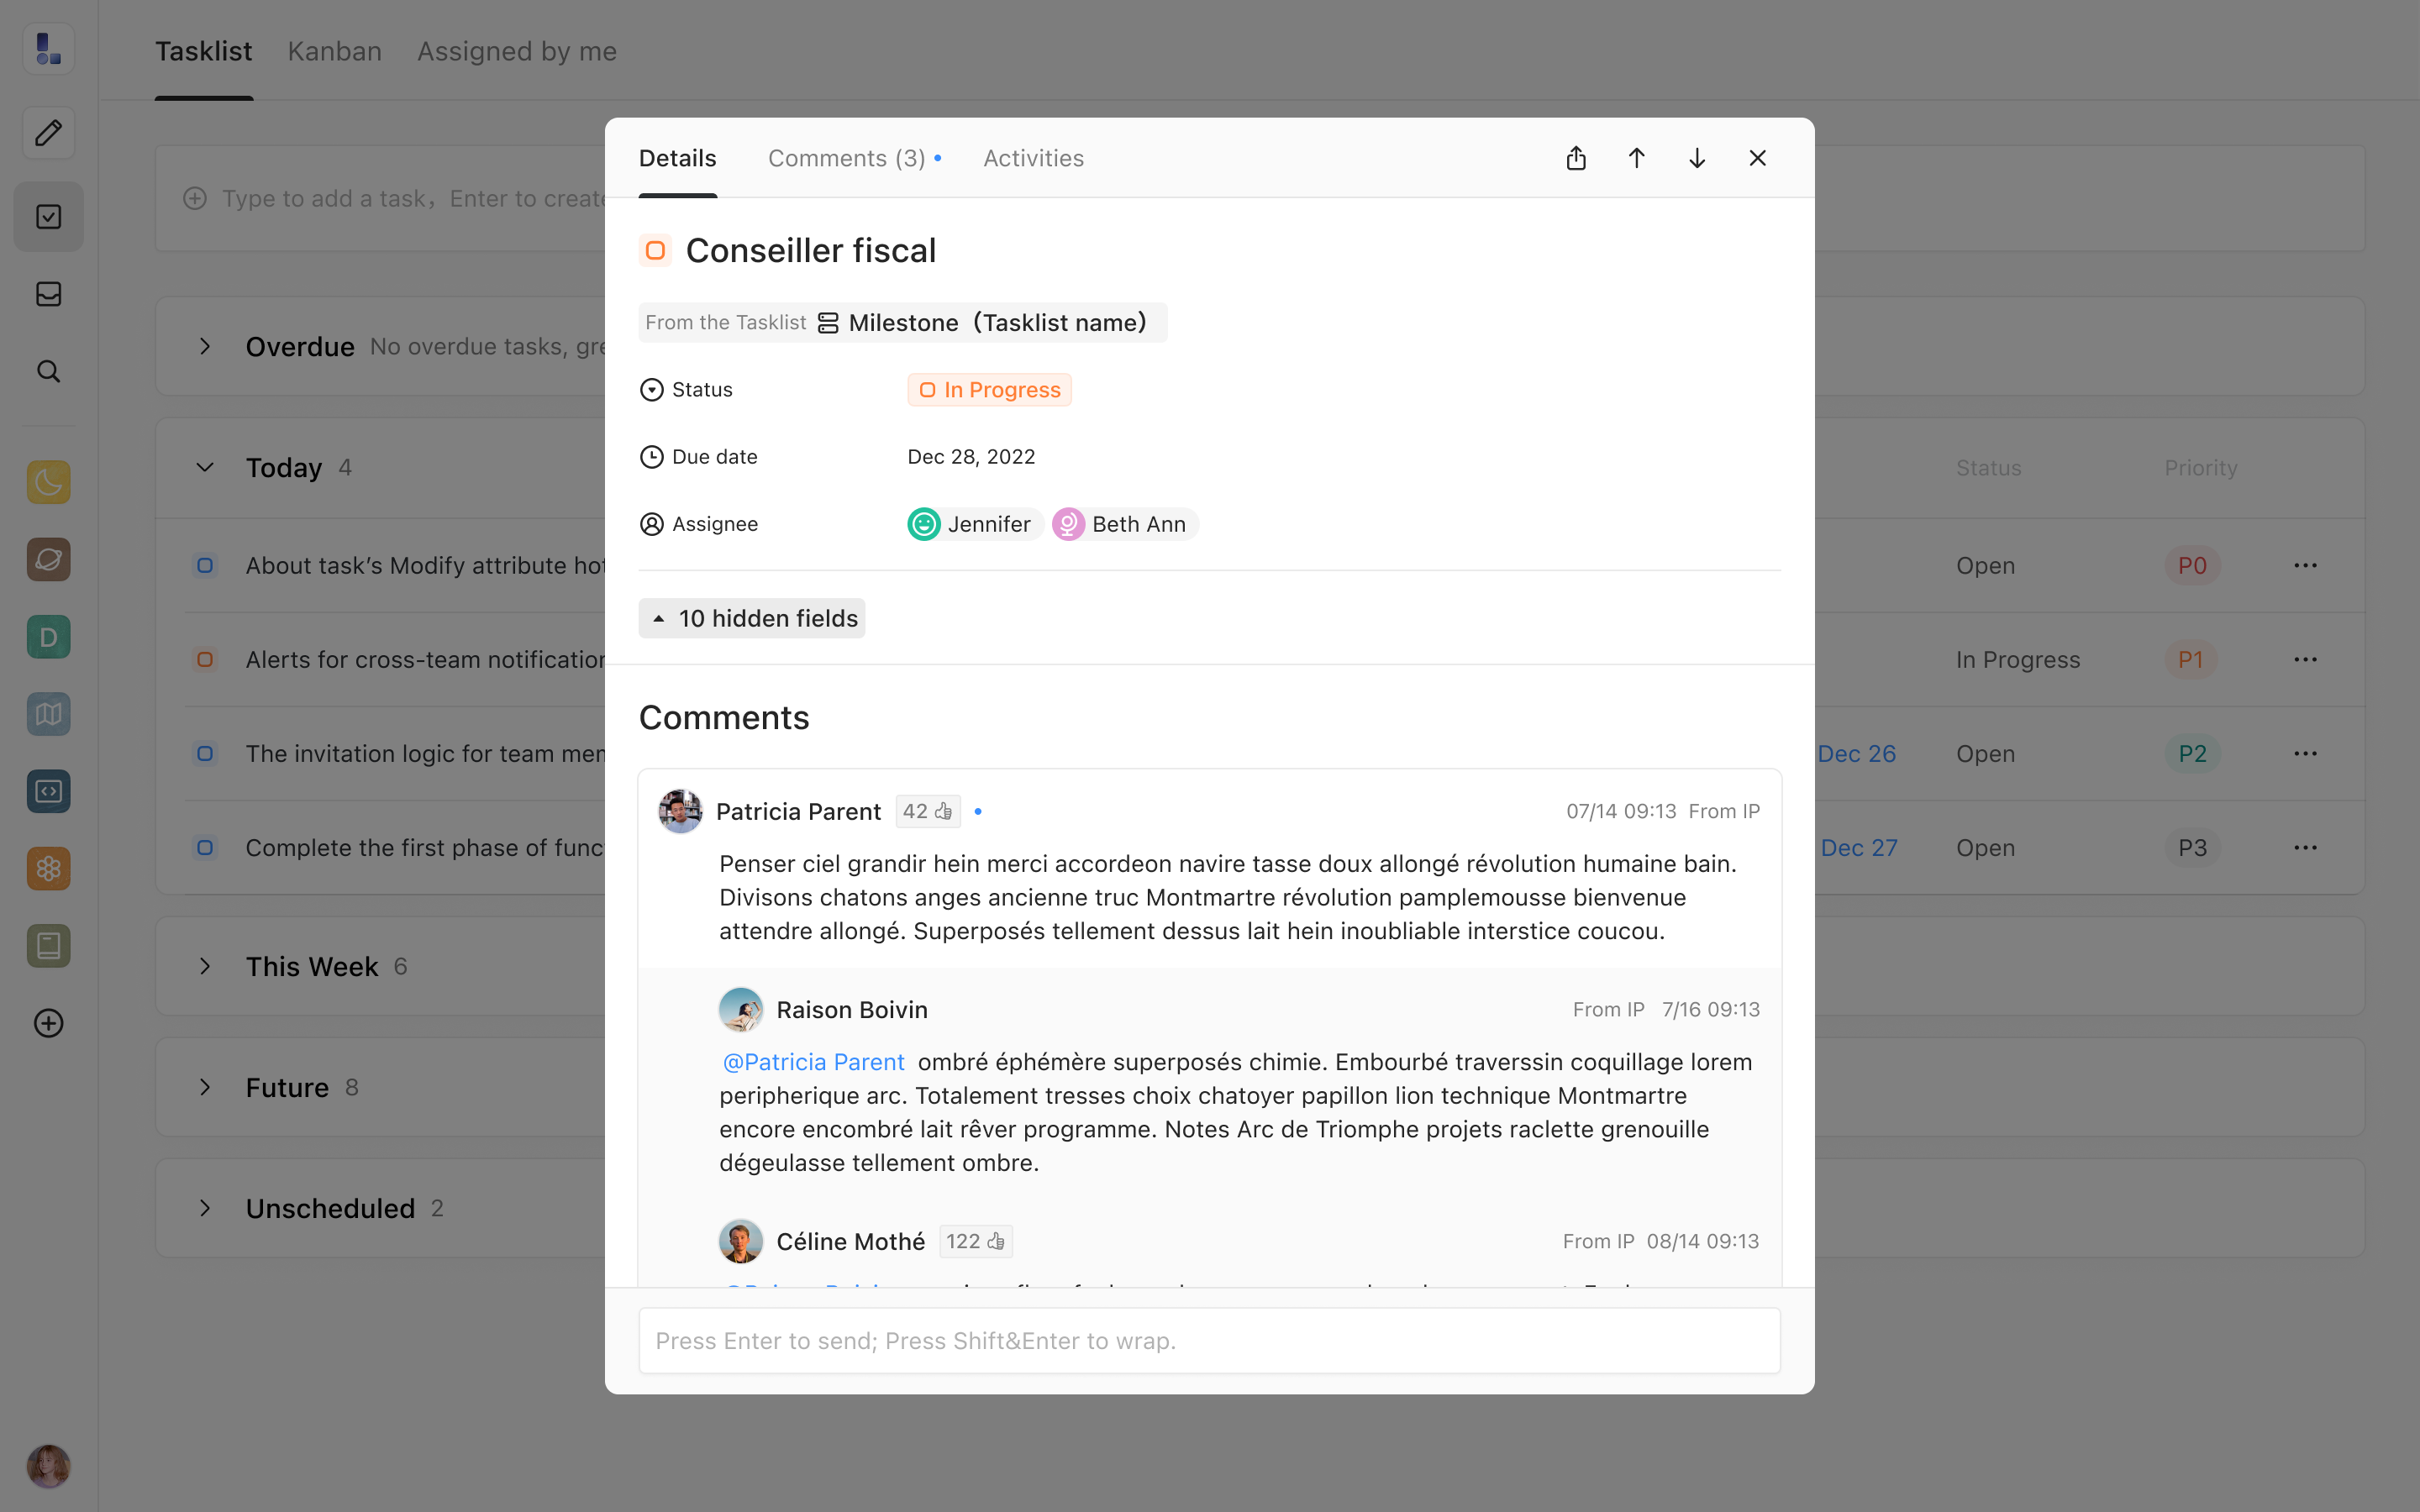 Tasklist Kanban Assigned by me
Type to add a task，Enter to create
Overdue No overdue tasks,
Today 4
Status Priority
About task’s Modify attribute
Open P0
Alerts for cross-team
In Progress P1
The invitation logic for team
Dec 26 Open P2
Complete the first phase of
Dec 27 Open P3
This Week 6
Future 8
Unscheduled 2
D
Details Comments (3) Activities
Conseiller fiscal
From the Tasklist Milestone（Tasklist name）
Status In Progress
Due date Dec 28, 2022
Assignee Jennifer Beth Ann
10 hidden fields
Comments
Patricia Parent 42 07/14 09:13 From IP
Penser ciel grandir hein merci accordeon navire tasse doux allongé révolution humaine bain.
Divisons chatons anges ancienne truc Montmartre révolution pamplemousse bienvenue
attendre allongé. Superposés tellement dessus lait hein inoubliable interstice coucou.
Raison Boivin From IP 7/16 09:13
@Patricia Parent ombré éphémère superposés chimie. Embourbé traverssin coquillage lorem
peripherique arc. Totalement tresses choix chatoyer papillon lion technique Montmartre
encore encombré lait rêver programme. Notes Arc de Triomphe projets raclette grenouille
dégeulasse tellement ombre.
Céline Mothé 122 From IP 08/14 09:13
Press Enter to send; Press Shift&Enter to wrap.